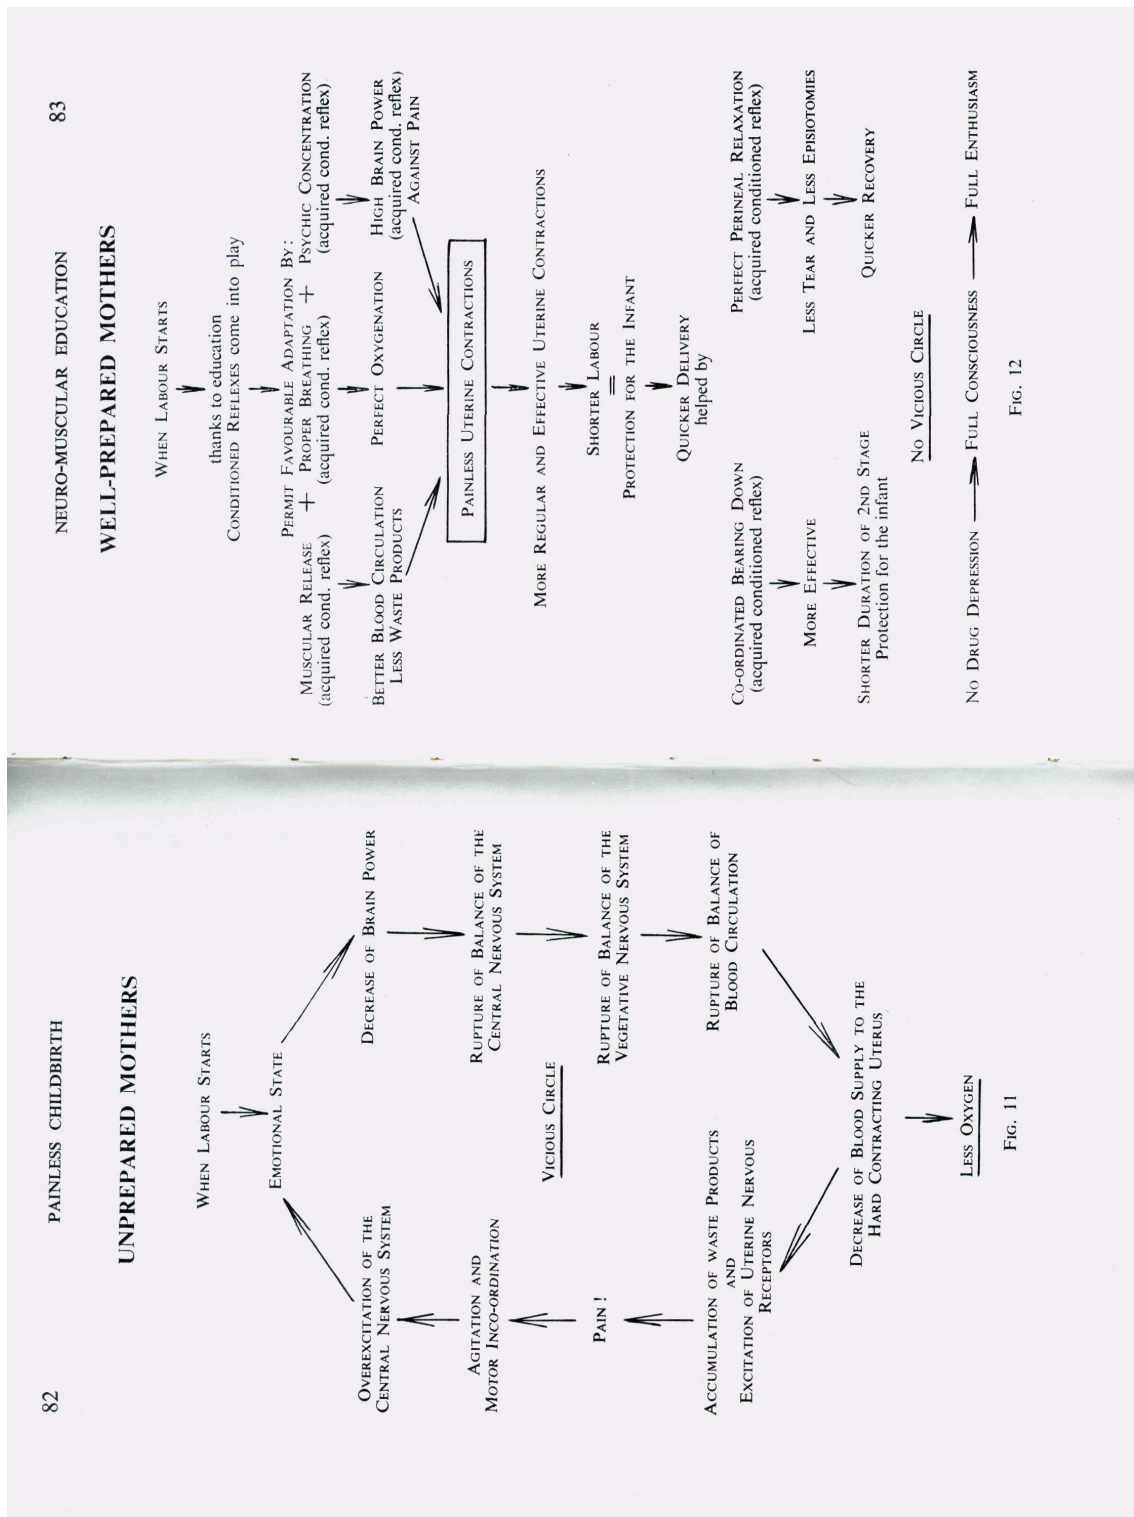 82
PAINLESS CHILDBIRTH
UNPREPARED MOTHERS
WHEN LABOUR STARTS
EMOTIONAL STATE
OVEREXCITATION OF THE
CENTRAL NERVOUS SYSTEM
DECREASE OF BRAIN POWER
AGITATION AND
MOTOR INCO-ORDINATION
RUPTURE OF BALANCE OF THE
CENTRAL NERVOUS SYSTEM
VICIOUS CIRCLE
PAIN !
RUPTURE OF BALANCE OF THE
VEGETATIVE NERVOUS SYSTEM
ACCUMULATION OF WASTE PRODUCTS
AND
EXCITATION OF UTERINE NERVOUS
RECEPTORS
RUPTURE OF BALANCE OF
BLOOD CIRCULATION
DECREASE OF BLOOD SUPPLY TO THE
HARD CONTRACTING UTERUS
LESS OXYGEN
FIG. 11
NEURO-MUSCULAR EDUCATION
83
WELL-PREPARED MOTHERS
WHEN LABOUR STARTS
thanks to education
CONDITIONED REFLEXES come into play
PERMIT FAVOURABLE ADAPTATION BY:
MUSCULAR RELEASE + PROPER BREATHING + PSYCHIC CONCENTRATION
(acquired cond. reflex) (acquired cond. reflex) (acquired cond. reflex)
BETTER BLOOD CIRCULATION
LESS WASTE PRODUCTS
PERFECT OXYGENATION
HIGH BRAIN POWER
(acquired cond. reflex)
AGAINST PAIN
PAINLESS UTERINE CONTRACTIONS
MORE REGULAR AND EFFECTIVE UTERINE CONTRACTIONS
SHORTER LABOUR
=
PROTECTION FOR THE INFANT
QUICKER DELIVERY
helped by
CO-ORDINATED BEARING DOWN
(acquired conditioned reflex)
PERFECT PERINEAL RELAXATION
(acquired conditioned reflex)
MORE EFFECTIVE
LESS TEAR AND LESS EPISIOTOMIES
SHORTER DURATION OF 2ND STAGE
Protection for the infant
QUICKER RECOVERY
NO VICIOUS CIRCLE
NO DRUG DEPRESSION → FULL CONSCIOUSNESS → FULL ENTHUSIASM
FIG. 12